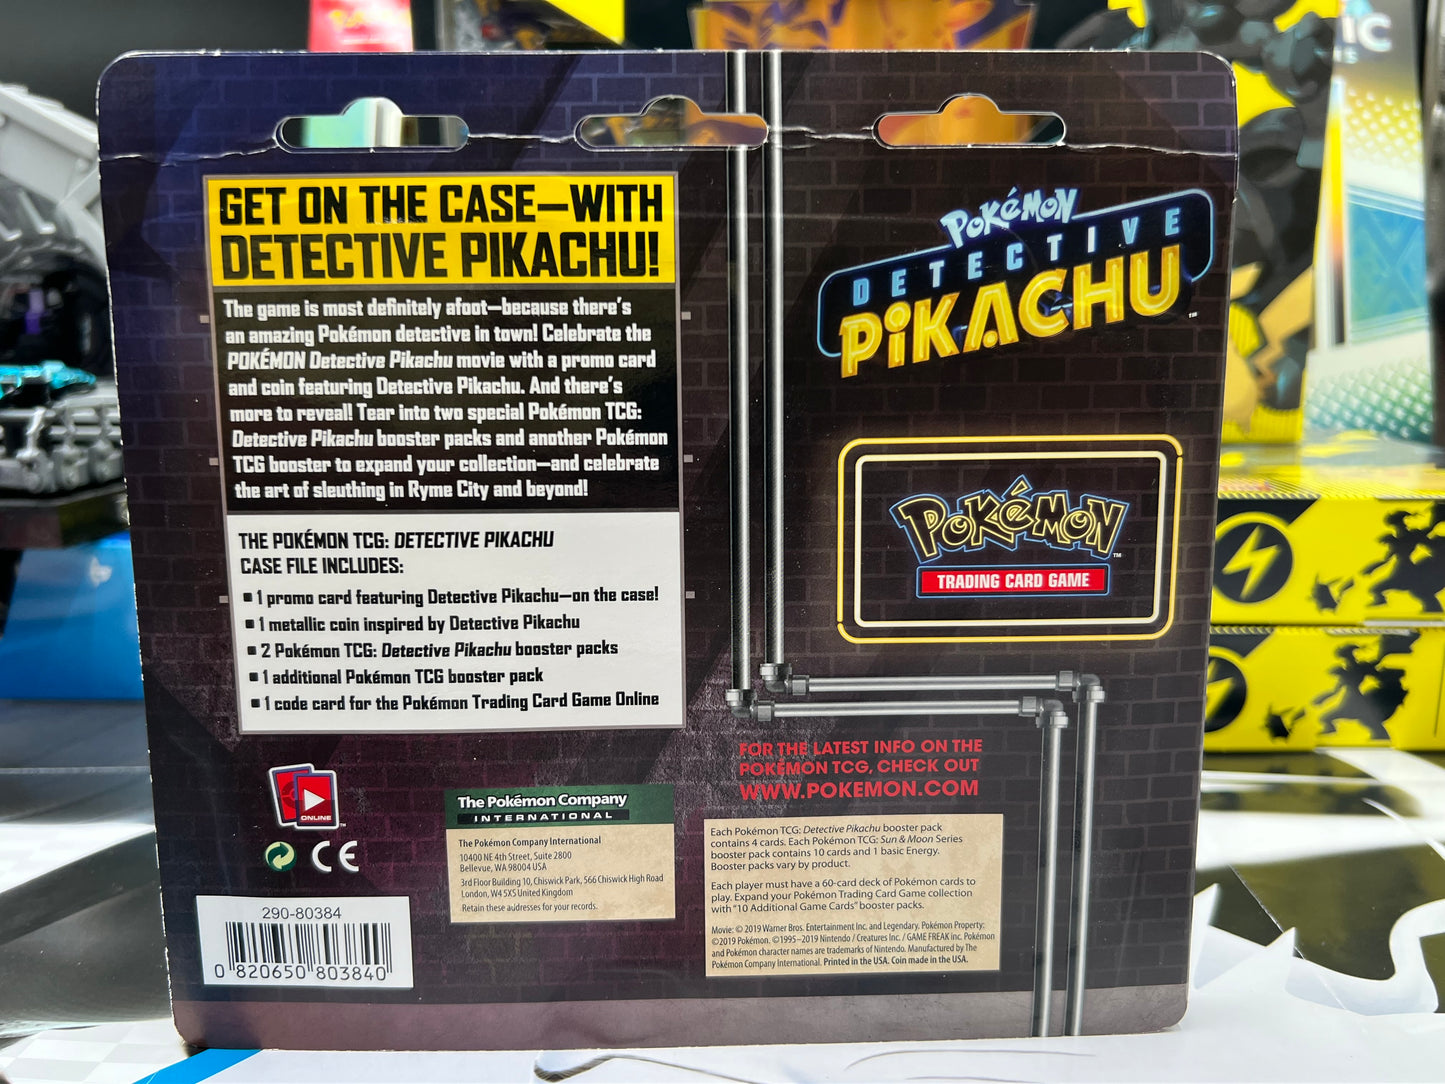 GET ON THE CASE—WITH
DETECTIVE PIKACHU!
The game is most definitely afoot—because there's
an amazing Pokémon detective in town! Celebrate the
POKÉMON Detective Pikachu movie with a promo card
and coin featuring Detective Pikachu. And there's
more to reveal! Tear into two special Pokémon TCG:
Detective Pikachu booster packs and another Pokémon
TCG booster to expand your collection—and celebrate
the art of sleuthing in Ryme City and beyond!
THE POKÉMON TCG: DETECTIVE PIKACHU
CASE FILE INCLUDES:
▪ 1 promo card featuring Detective Pikachu—on the case!
▪ 1 metallic coin inspired by Detective Pikachu
▪ 2 Pokémon TCG: Detective Pikachu booster packs
▪ 1 additional Pokémon TCG booster pack
▪ 1 code card for the Pokémon Trading Card Game Online
POKÉMON
DETECTIVE
PIKACHU
™
POKÉMON
™
TRADING CARD GAME
FOR THE LATEST INFO ON THE
POKÉMON TCG, CHECK OUT
WWW.POKEMON.COM
ONLINE
™
CE
The Pokémon Company
INTERNATIONAL
The Pokémon Company International
10400 NE 4th Street, Suite 2800
Bellevue, WA 98004 USA
3rd Floor Building 10, Chiswick Park, 566 Chiswick High Road
London, W4 5XS United Kingdom
Retain these addresses for your records.
Each Pokémon TCG: Detective Pikachu booster pack
contains 4 cards. Each Pokémon TCG: Sun & Moon Series
booster pack contains 10 cards and 1 basic Energy.
Booster packs vary by product.
Each player must have a 60-card deck of Pokémon cards to
play. Expand your Pokémon Trading Card Game collection
with "10 Additional Game Cards" booster packs.
Movie: © 2019 Warner Bros. Entertainment Inc. and Legendary. Pokémon Property:
©2019 Pokémon. ©1995–2019 Nintendo / Creatures Inc. / GAME FREAK inc. Pokémon
and Pokémon character names are trademarks of Nintendo. Manufactured by The
Pokémon Company International. Printed in the USA. Coin made in the USA.
290-80384
0 820650 803840
IC